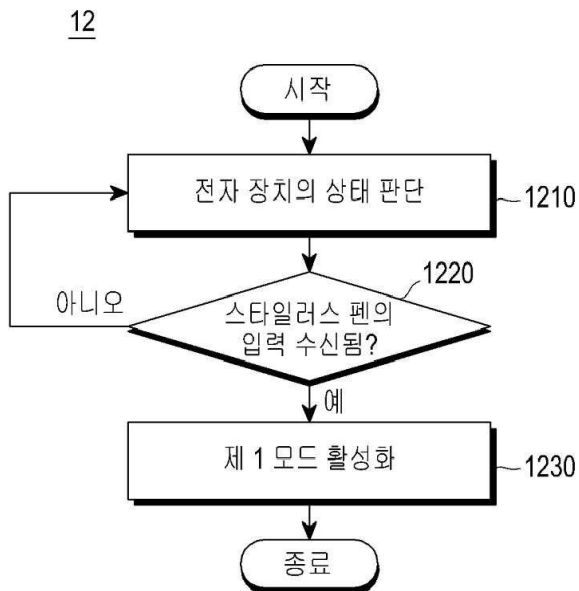 12
시작
전자 장치의 상태 판단
1210
1220
아니오
스타일러스 펜의
입력 수신됨?
예
제 1 모드 활성화
1230
종료